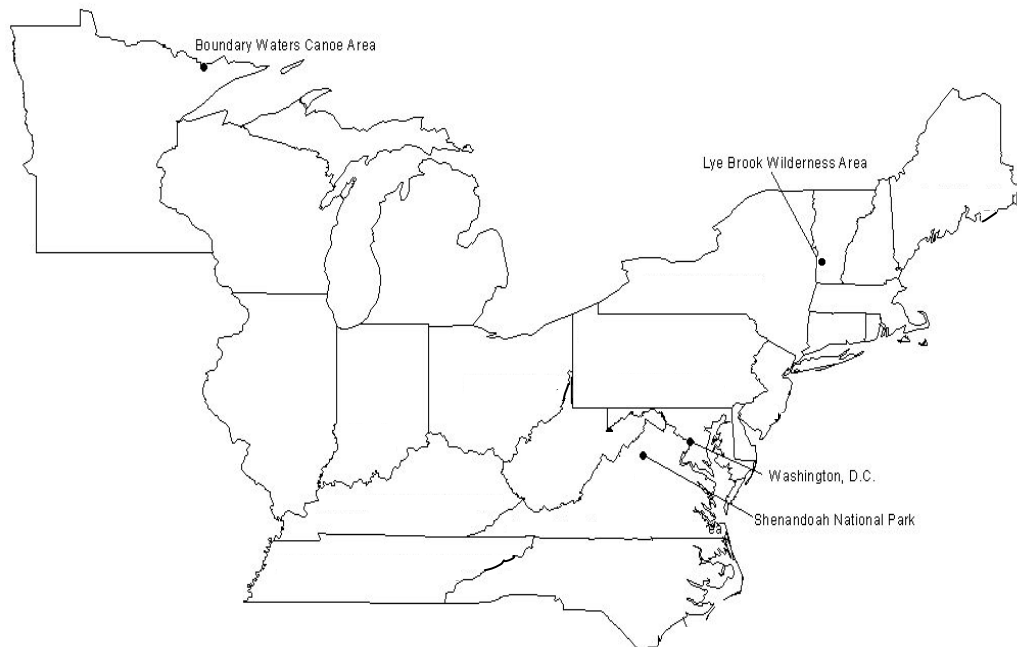 Boundary Waters Canoe Area
Lye Brook Wilderness Area
Washington, D.C.
Shenandoah National Park